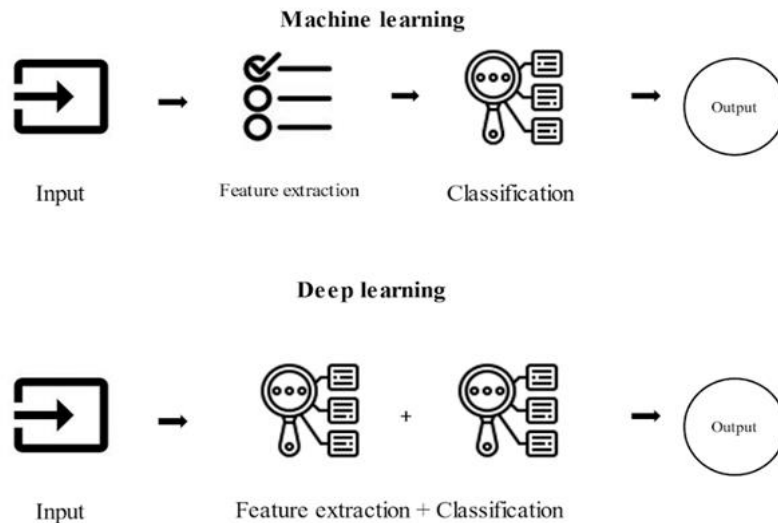 Machine learning
Output
Input
Feature extraction
Classification
Deep learning
+
Output
Input
Feature extraction + Classification